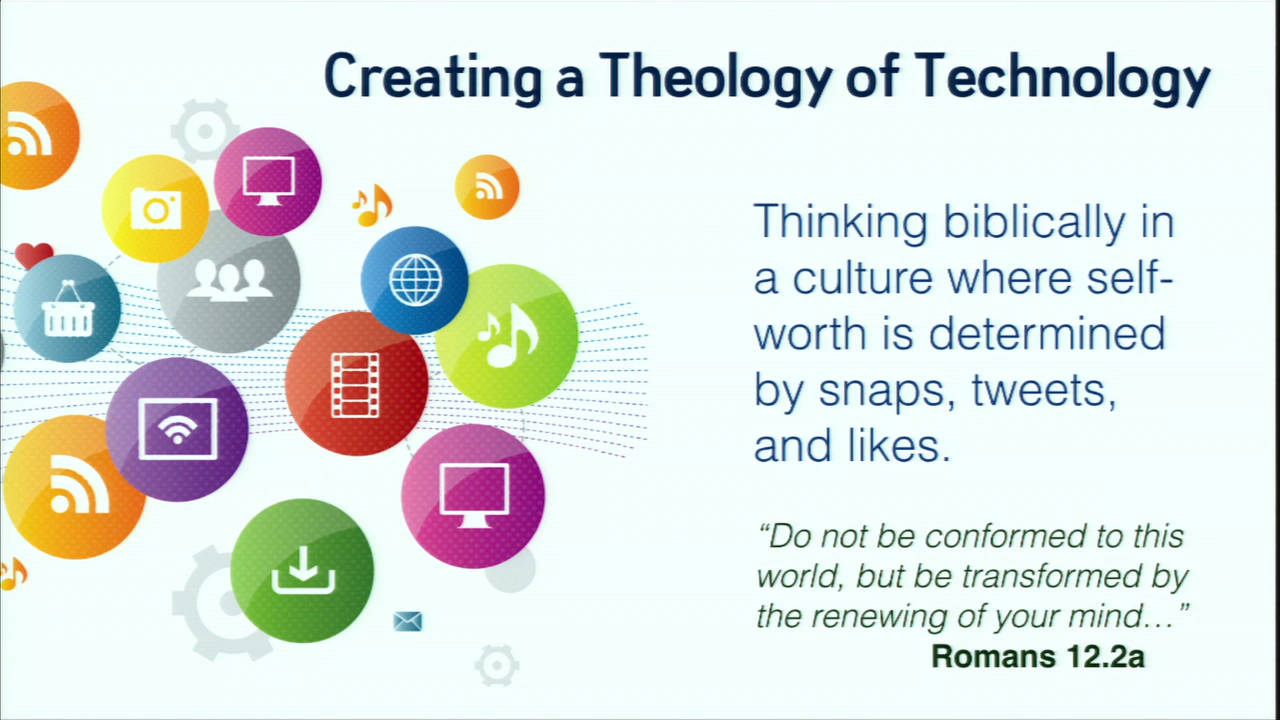 Creating a Theology of Technology
Thinking biblically in
a culture where self-
worth is determined
by snaps, tweets,
and likes.
“Do not be conformed to this
world, but be transformed by
the renewing of your mind…”
Romans 12.2a